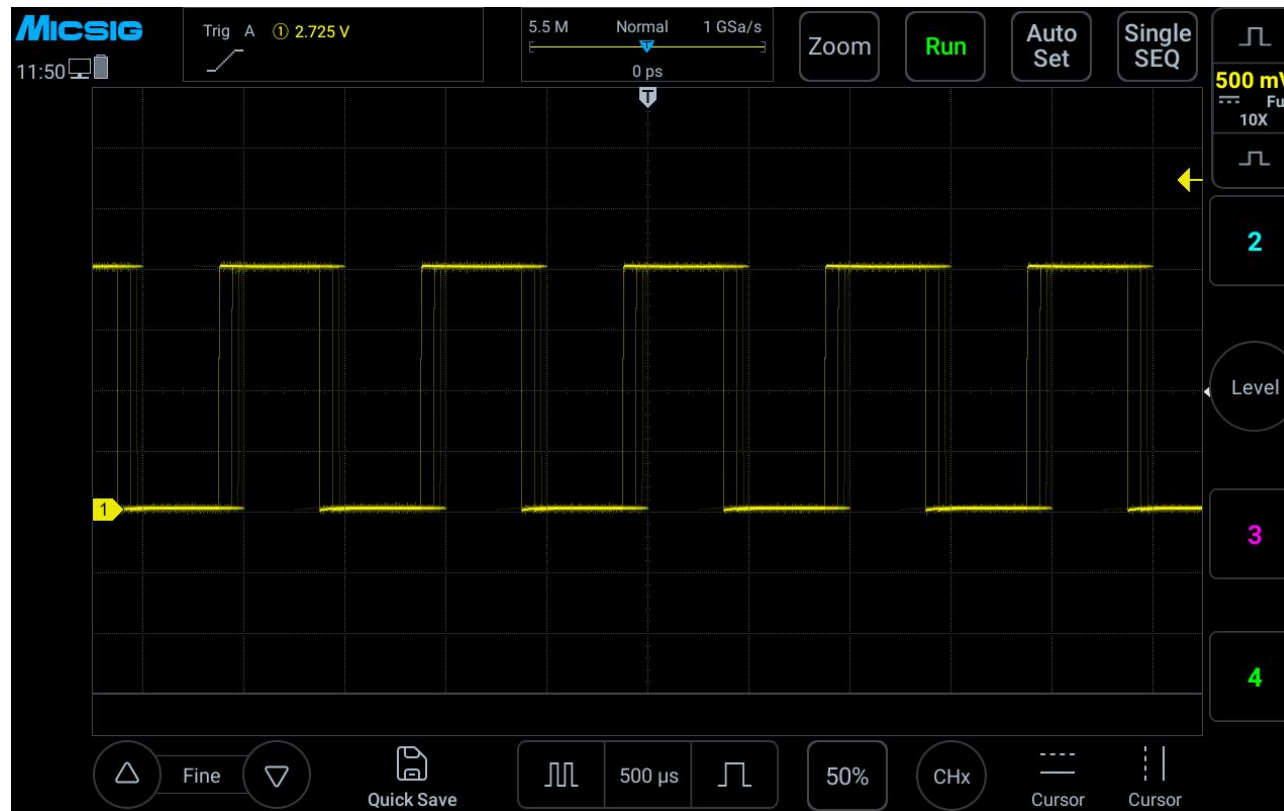 Micsig
11:50
Trig A ① 2.725 V
5.5 M Normal 1 GSa/s
0 ps
Zoom
Run
Auto
Set
Single
SEQ
500 mV
Fu
10X
T
2
Level
1
3
4
Fine
Quick Save
500 µs
50%
CHx
Cursor
Cursor